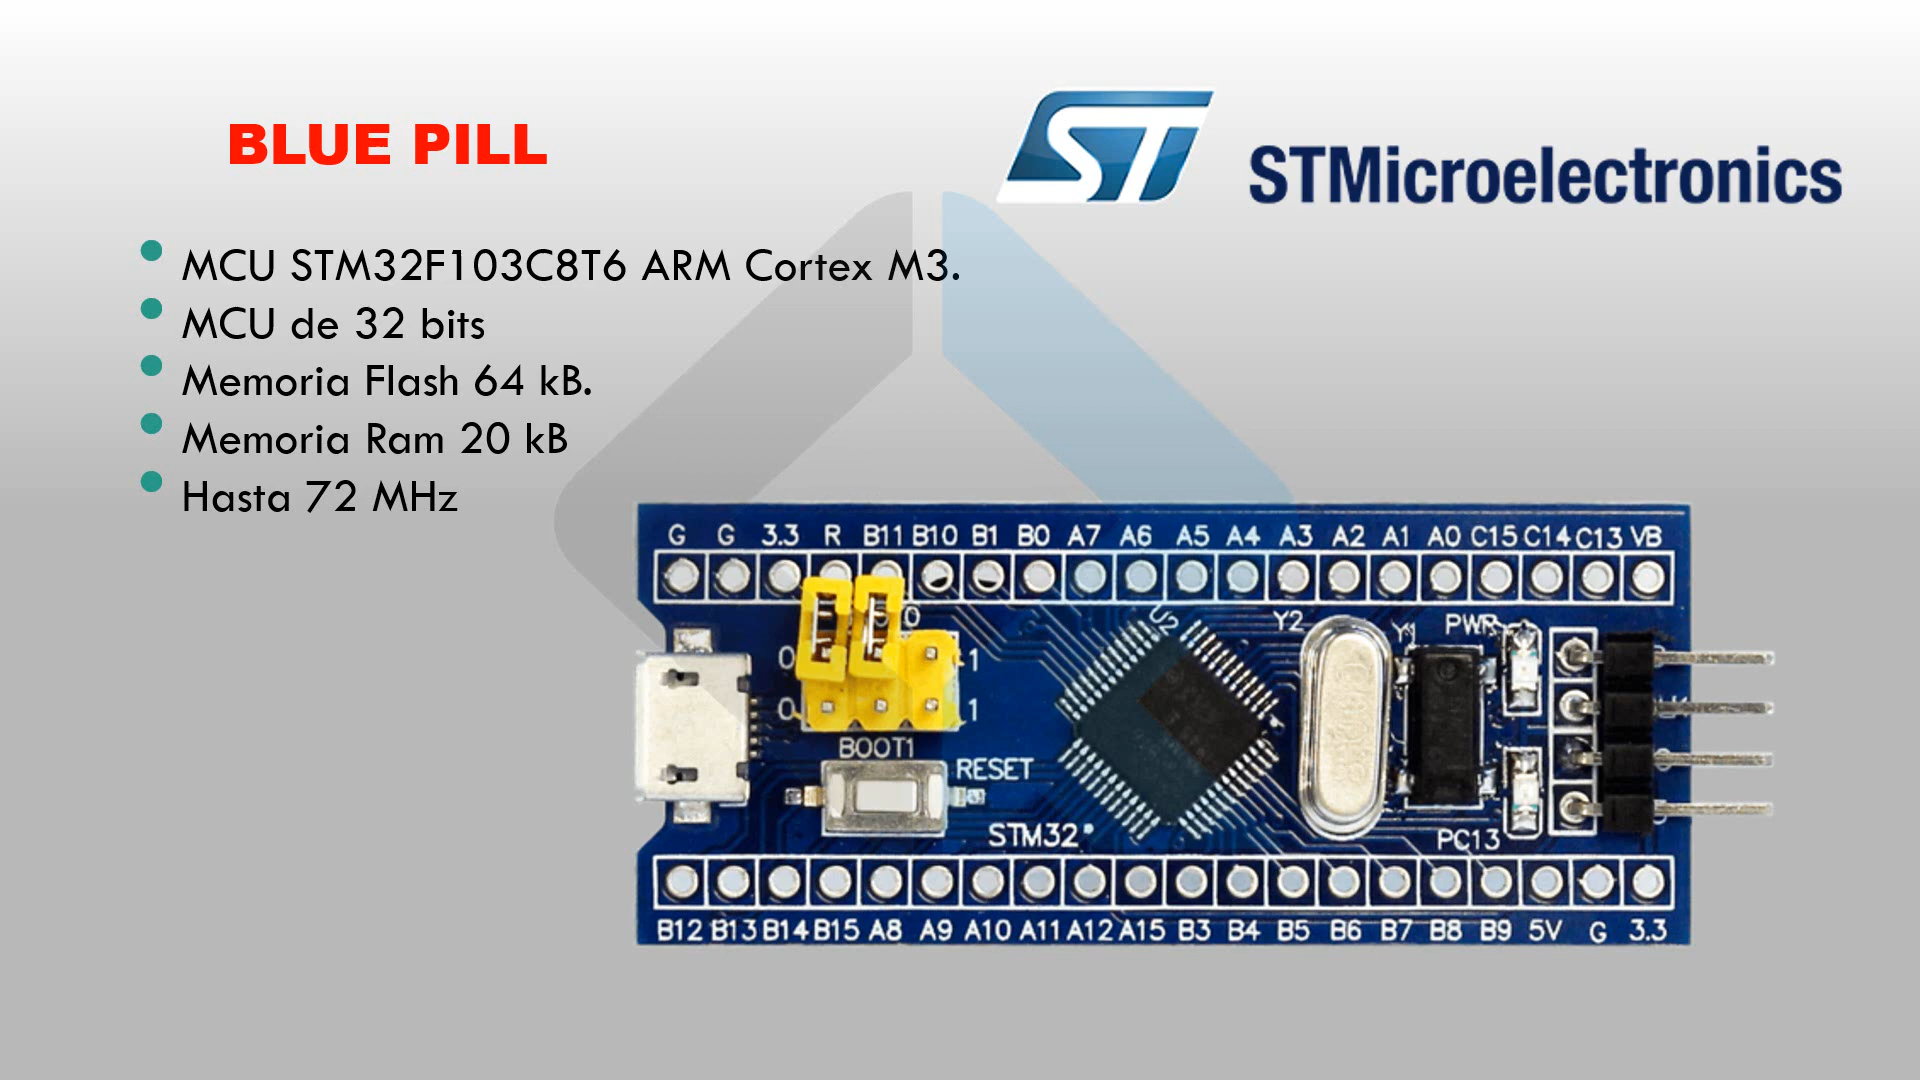 BLUE PILL
ST
STMicroelectronics
MCU STM32F103C8T6 ARM Cortex M3.
MCU de 32 bits
Memoria Flash 64 kB.
Memoria Ram 20 kB
Hasta 72 MHz
G G 3.3 R B11 B10 B1 B0 A7 A6 A5 A4 A3 A2 A1 A0 C15 C14 C13 VB
U2 Y2 Y1 PWR
0 1
0 1
BOOT1
RESET
STM32
PC13
B12 B13 B14 B15 A8 A9 A10 A11 A12 A15 B3 B4 B5 B6 B7 B8 B9 5V G 3.3